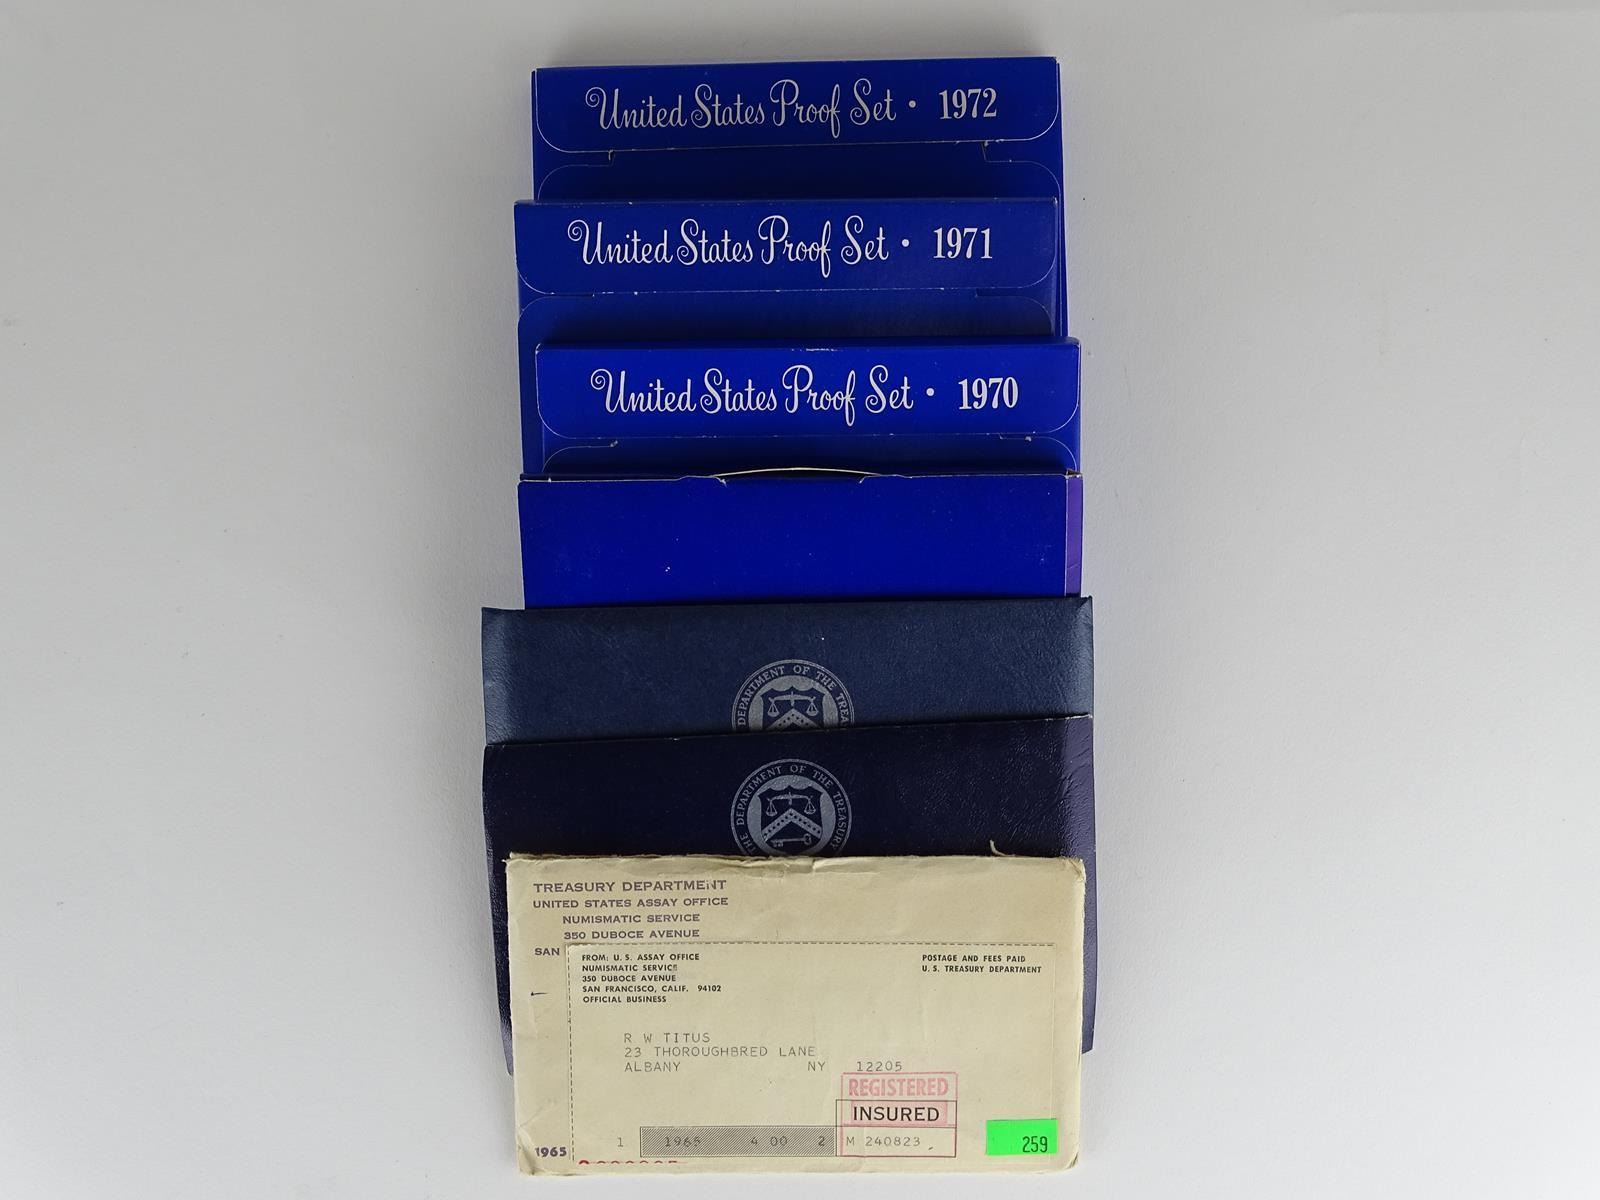 United States Proof Set • 1972
United States Proof Set • 1971
United States Proof Set • 1970
DEPARTMENT OF THE TREA
THE DEPARTMENT OF THE TREASURY
TREASURY DEPARTMENT
UNITED STATES ASSAY OFFICE
NUMISMATIC SERVICE
350 DUBOCE AVENUE
SAN
FROM: U. S. ASSAY OFFICE
NUMISMATIC SERVICE
350 DUBOCE AVENUE
SAN FRANCISCO, CALIF. 94102
OFFICIAL BUSINESS
POSTAGE AND FEES PAID
U. S. TREASURY DEPARTMENT
R W TITUS
23 THOROUGHBRED LANE
ALBANY NY 12205
REGISTERED
INSURED
1 1965 4 00 2 M 240823
1965
259